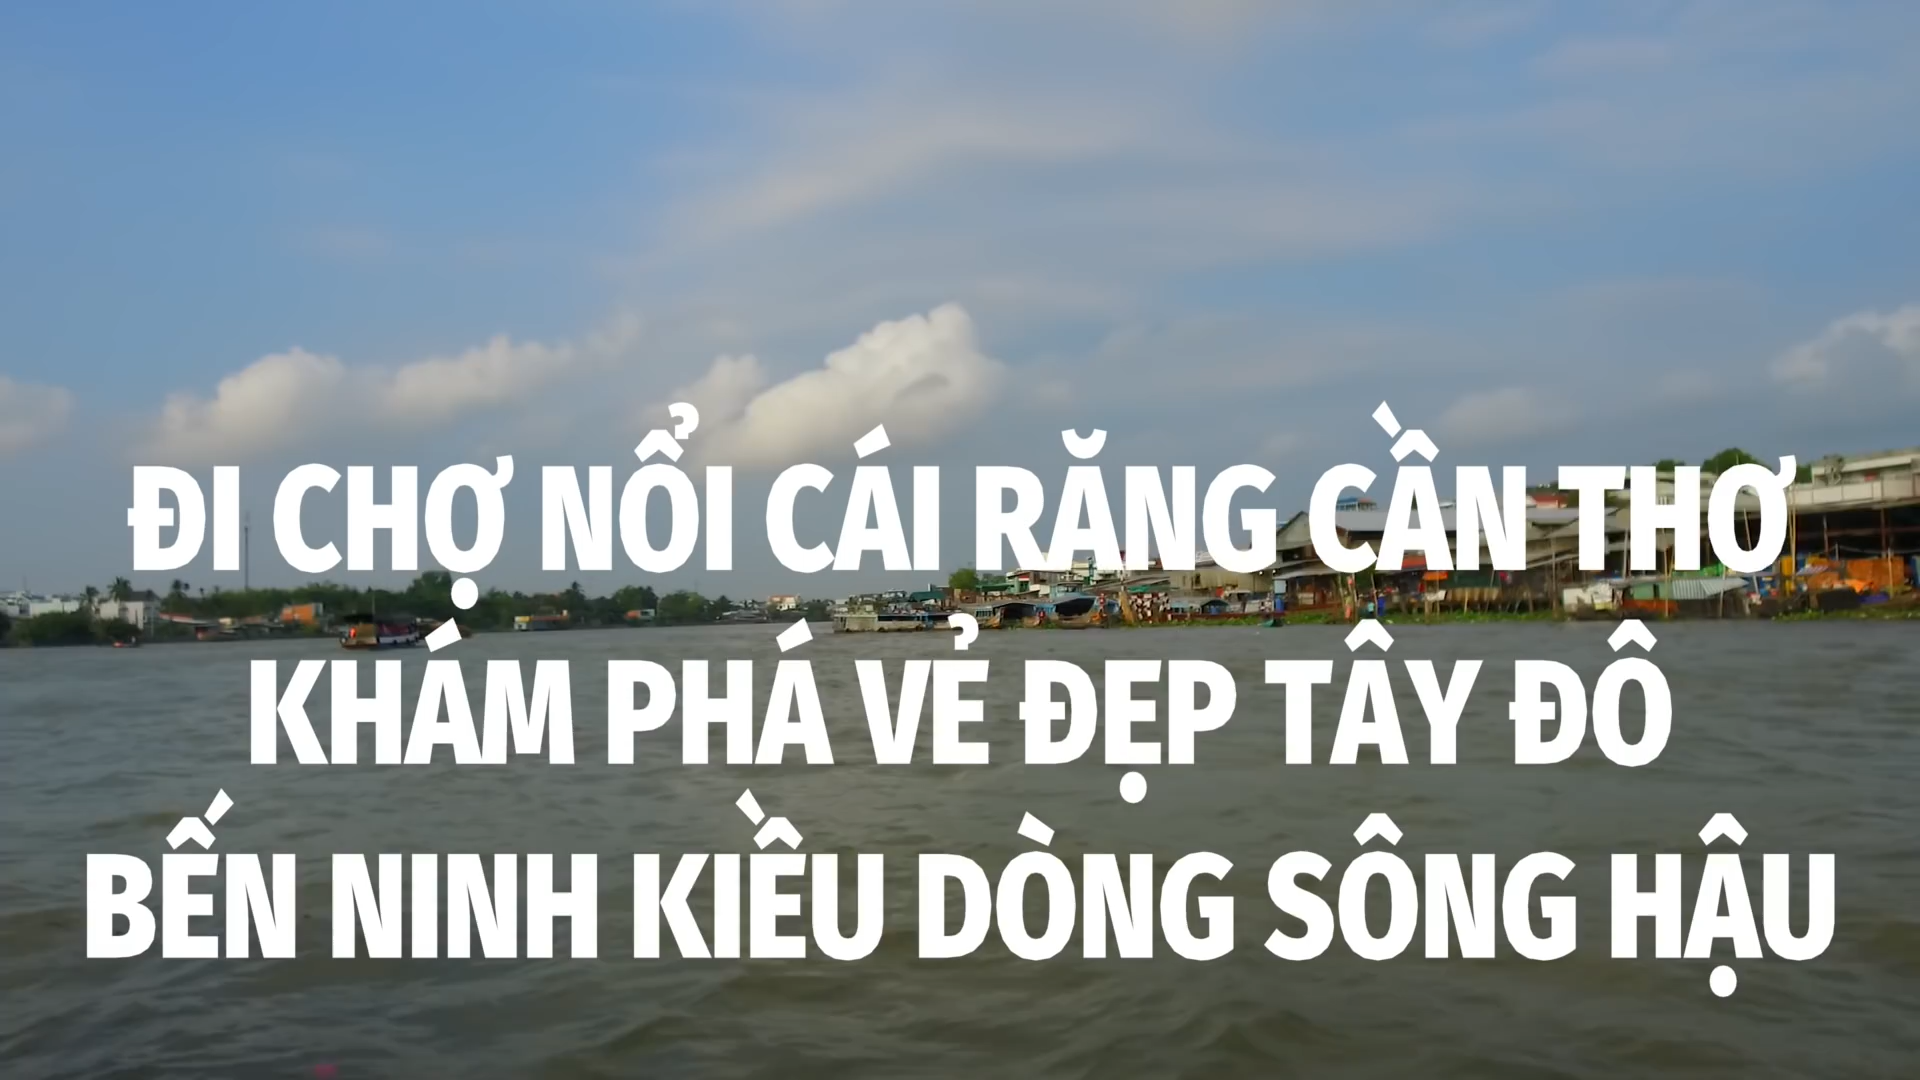 ĐI CHỢ NỔI CÁI RĂNG CẦN THƠ
KHÁM PHÁ VẺ ĐẸP TÂY ĐÔ
BẾN NINH KIỀU DÒNG SÔNG HẬU